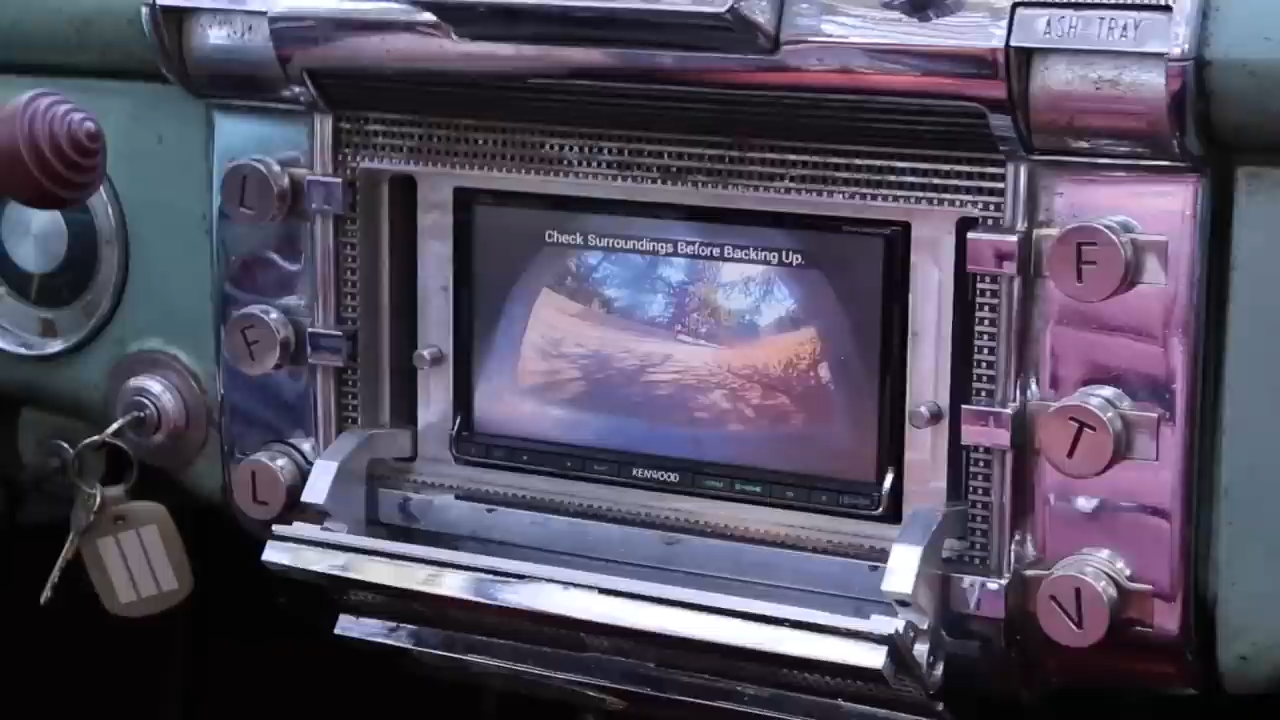 ASH TRAY
L
F
Check Surroundings Before Backing Up.
F
T
L
KENWOOD
V